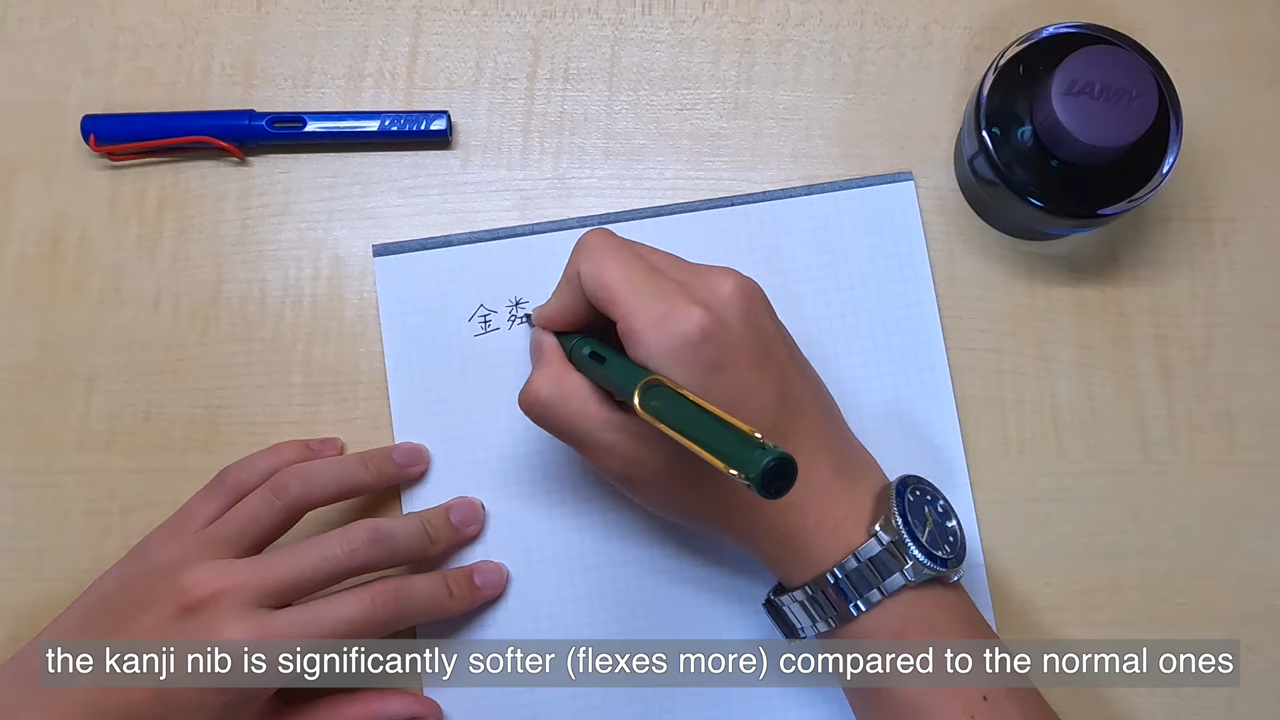 LAMY
LAMY
金
the kanji nib is significantly softer (flexes more) compared to the normal ones